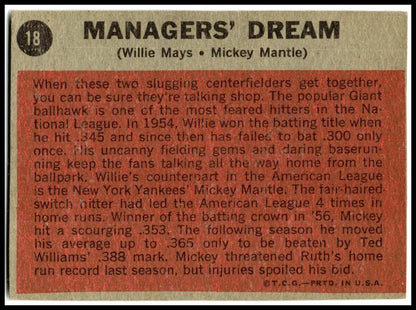 18
MANAGERS' DREAM
(Willie Mays • Mickey Mantle)
When these two slugging centerfielders get together,
you can be sure they're talking shop. The popular Giant
ballhawk is one of the most feared hitters in the Na-
tional League. In 1954, Willie won the batting title when
he hit .345 and since then has failed to bat .300 only
once. His uncanny fielding gems and daring baserun-
ning keep the fans talking all the way home from the
ballpark. Willie's counterpart in the American League
is the New York Yankees' Mickey Mantle. The fair-haired
switch hitter had led the American League 4 times in
home runs. Winner of the batting crown in '56, Mickey
hit a scourging .353. The following season he moved
his average up to .365 only to be beaten by Ted
Williams' .388 mark. Mickey threatened Ruth's home
run record last season, but injuries spoiled his bid.
©T.C.G.—PRTD. IN U.S.A.